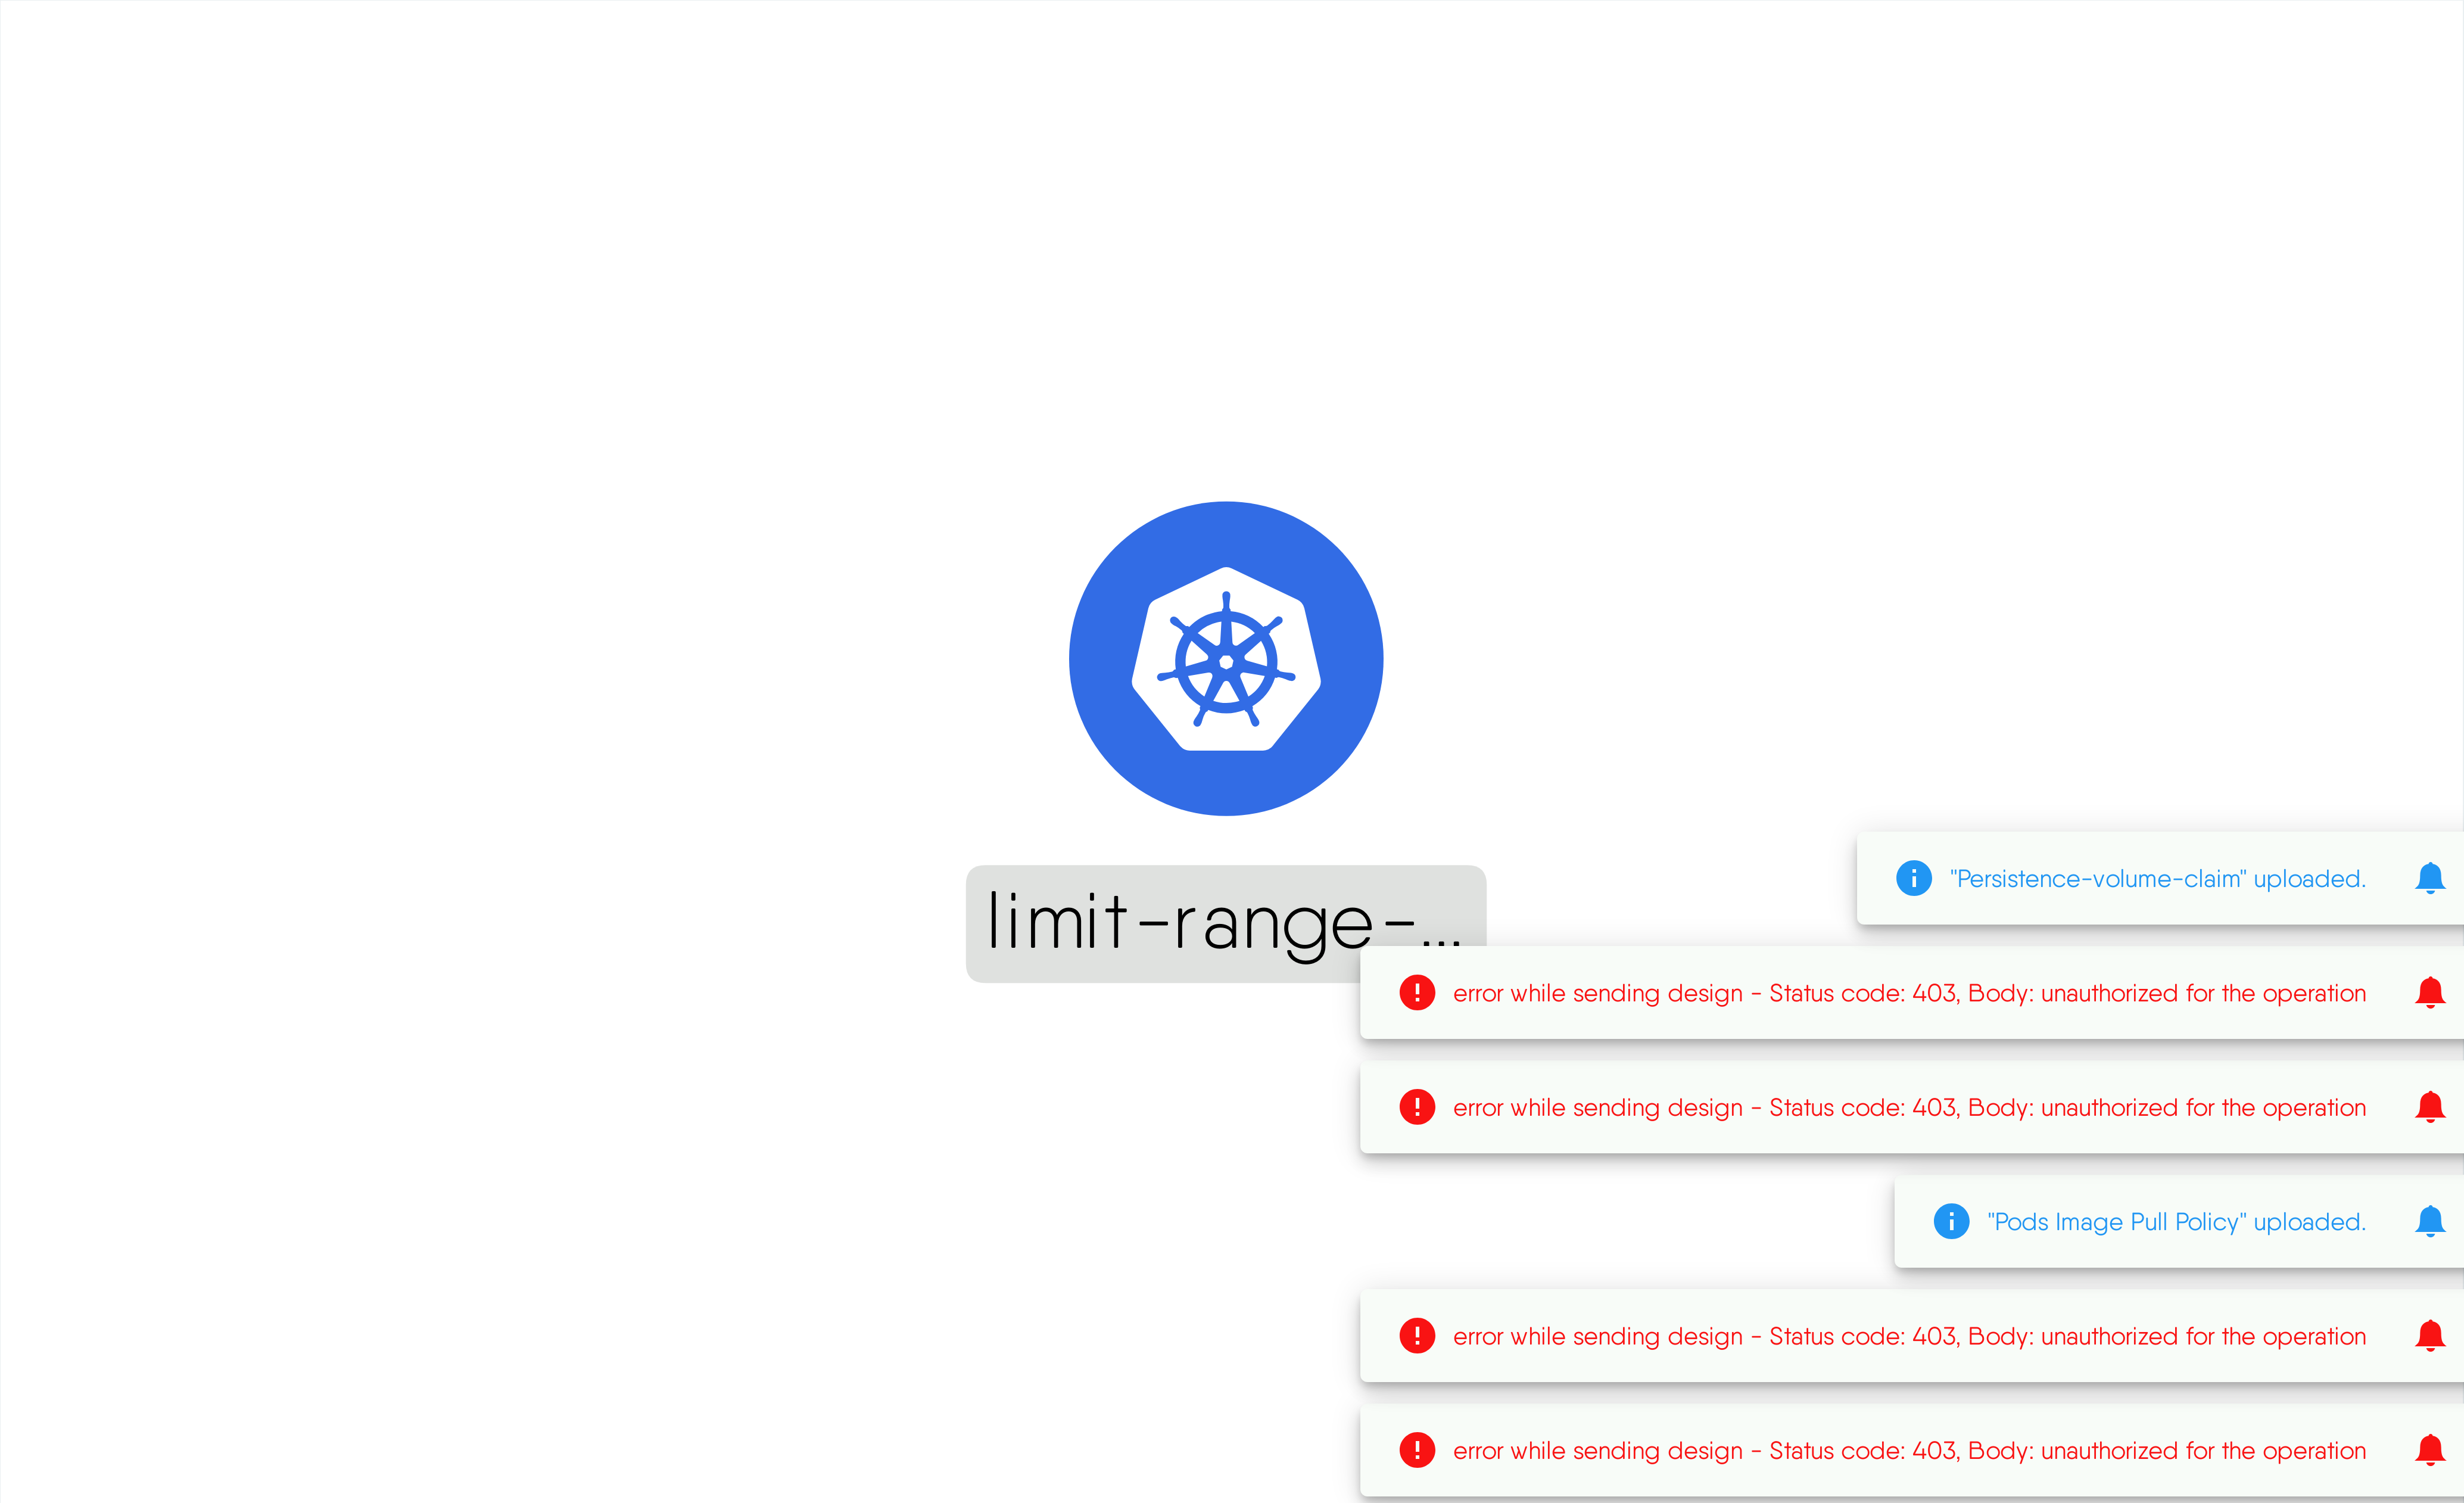 "Persistence-volume-claim" uploaded.
limit-range-...
error while sending design - Status code: 403, Body: unauthorized for the operation
error while sending design - Status code: 403, Body: unauthorized for the operation
"Pods Image Pull Policy" uploaded.
error while sending design - Status code: 403, Body: unauthorized for the operation
error while sending design - Status code: 403, Body: unauthorized for the operation